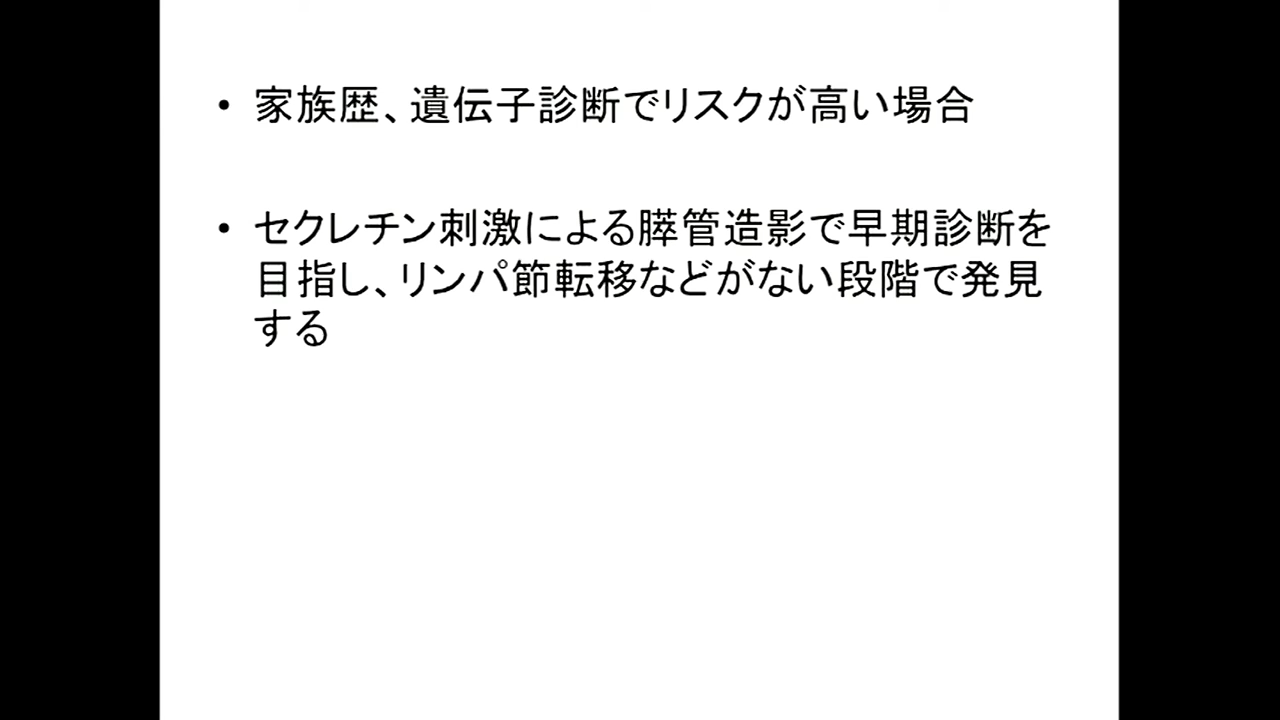 • 家族歴、遺伝子診断でリスクが高い場合
• セクレチン刺激による膵管造影で早期診断を
目指し、リンパ節転移などがない段階で発見
する